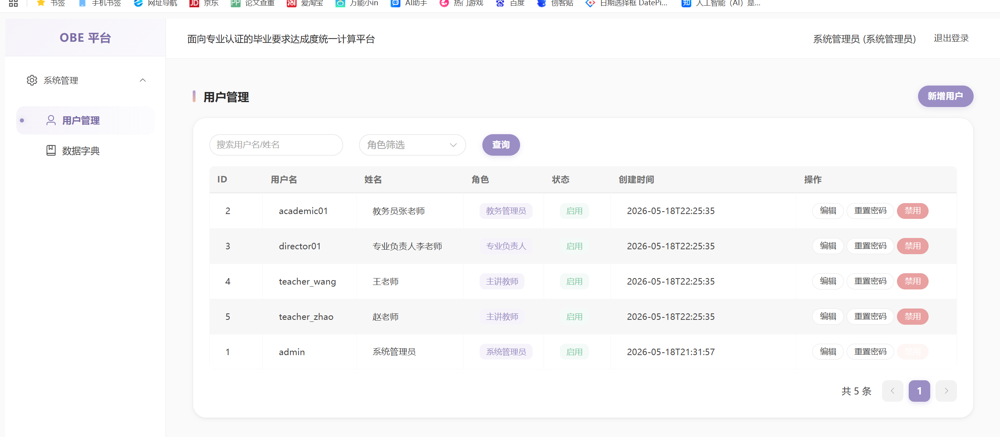 书签 手机书签 网址导航 JD 京东 PP 论文查重 淘 爱淘宝 万能小in AI助手 热门游戏 du 百度 创客贴 日期选择框 DatePi... 知 人工智能（AI）是...
OBE 平台
面向专业认证的毕业要求达成度统一计算平台
系统管理员 (系统管理员) 退出登录
系统管理
用户管理
数据字典
用户管理
新增用户
搜索用户名/姓名 角色筛选 查询
ID 用户名 姓名 角色 状态 创建时间 操作
2 academic01 教务员张老师 教务管理员 启用 2026-05-18T22:25:35 编辑 重置密码 禁用
3 director01 专业负责人李老师 专业负责人 启用 2026-05-18T22:25:35 编辑 重置密码 禁用
4 teacher_wang 王老师 主讲教师 启用 2026-05-18T22:25:35 编辑 重置密码 禁用
5 teacher_zhao 赵老师 主讲教师 启用 2026-05-18T22:25:35 编辑 重置密码 禁用
1 admin 系统管理员 系统管理员 启用 2026-05-18T21:31:57 编辑 重置密码 禁用
共 5 条 1